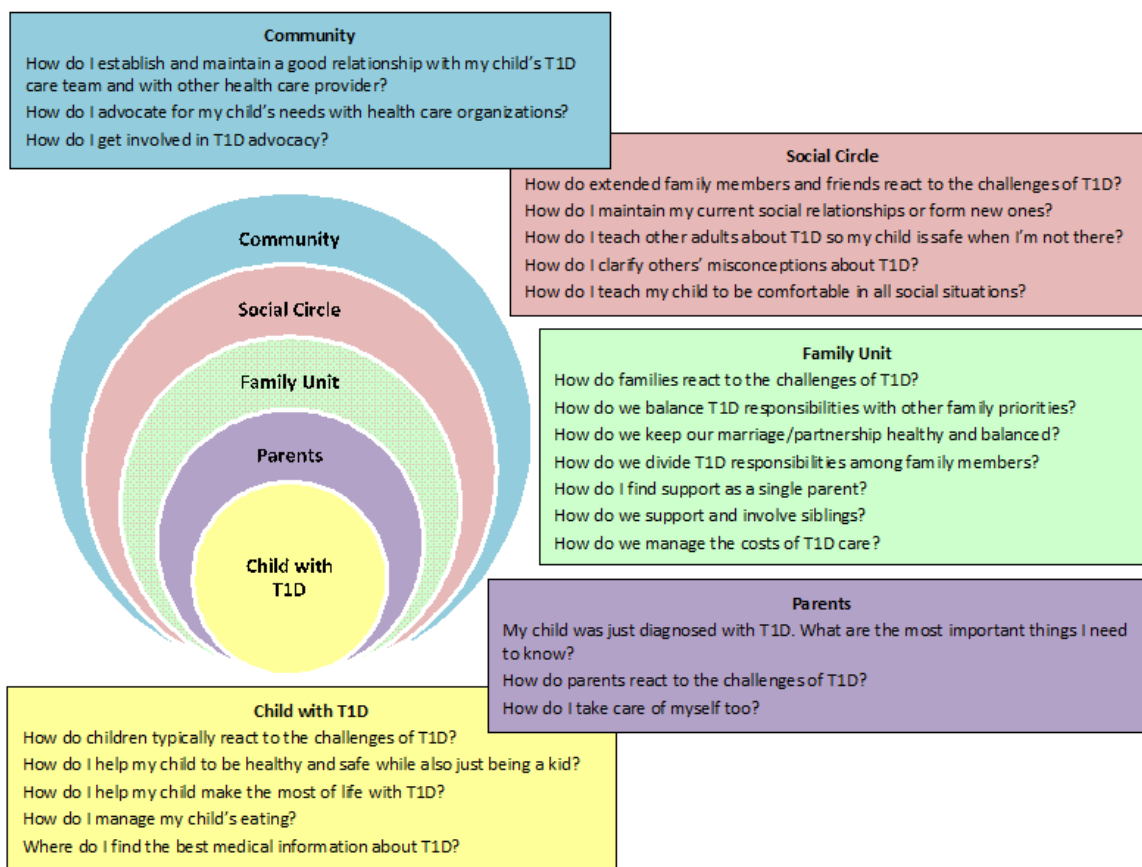 Community
How do I establish and maintain a good relationship with my child's T1D
care team and with other health care provider?
How do I advocate for my child's needs with health care organizations?
How do I get involved in T1D advocacy?
Social Circle
How do extended family members and friends react to the challenges of T1D?
How do I maintain my current social relationships or form new ones?
How do I teach other adults about T1D so my child is safe when I'm not there?
How do I clarify others' misconceptions about T1D?
How do I teach my child to be comfortable in all social situations?
Community
Social Circle
Family Unit
Parents
Child with
T1D
Family Unit
How do families react to the challenges of T1D?
How do we balance T1D responsibilities with other family priorities?
How do we keep our marriage/partnership healthy and balanced?
How do we divide T1D responsibilities among family members?
How do I find support as a single parent?
How do we support and involve siblings?
How do we manage the costs of T1D care?
Parents
My child was just diagnosed with T1D. What are the most important things I need
to know?
How do parents react to the challenges of T1D?
How do I take care of myself too?
Child with T1D
How do children typically react to the challenges of T1D?
How do I help my child to be healthy and safe while also just being a kid?
How do I help my child make the most of life with T1D?
How do I manage my child's eating?
Where do I find the best medical information about T1D?